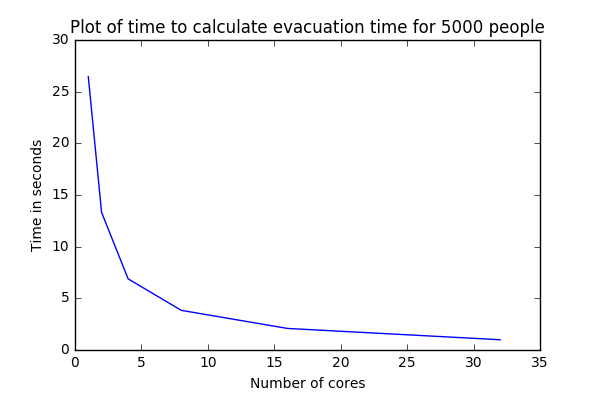 Plot of time to calculate evacuation time for 5000 people
30
25
20
15
10
5
0
Time in seconds
0 5 10 15 20 25 30 35
Number of cores